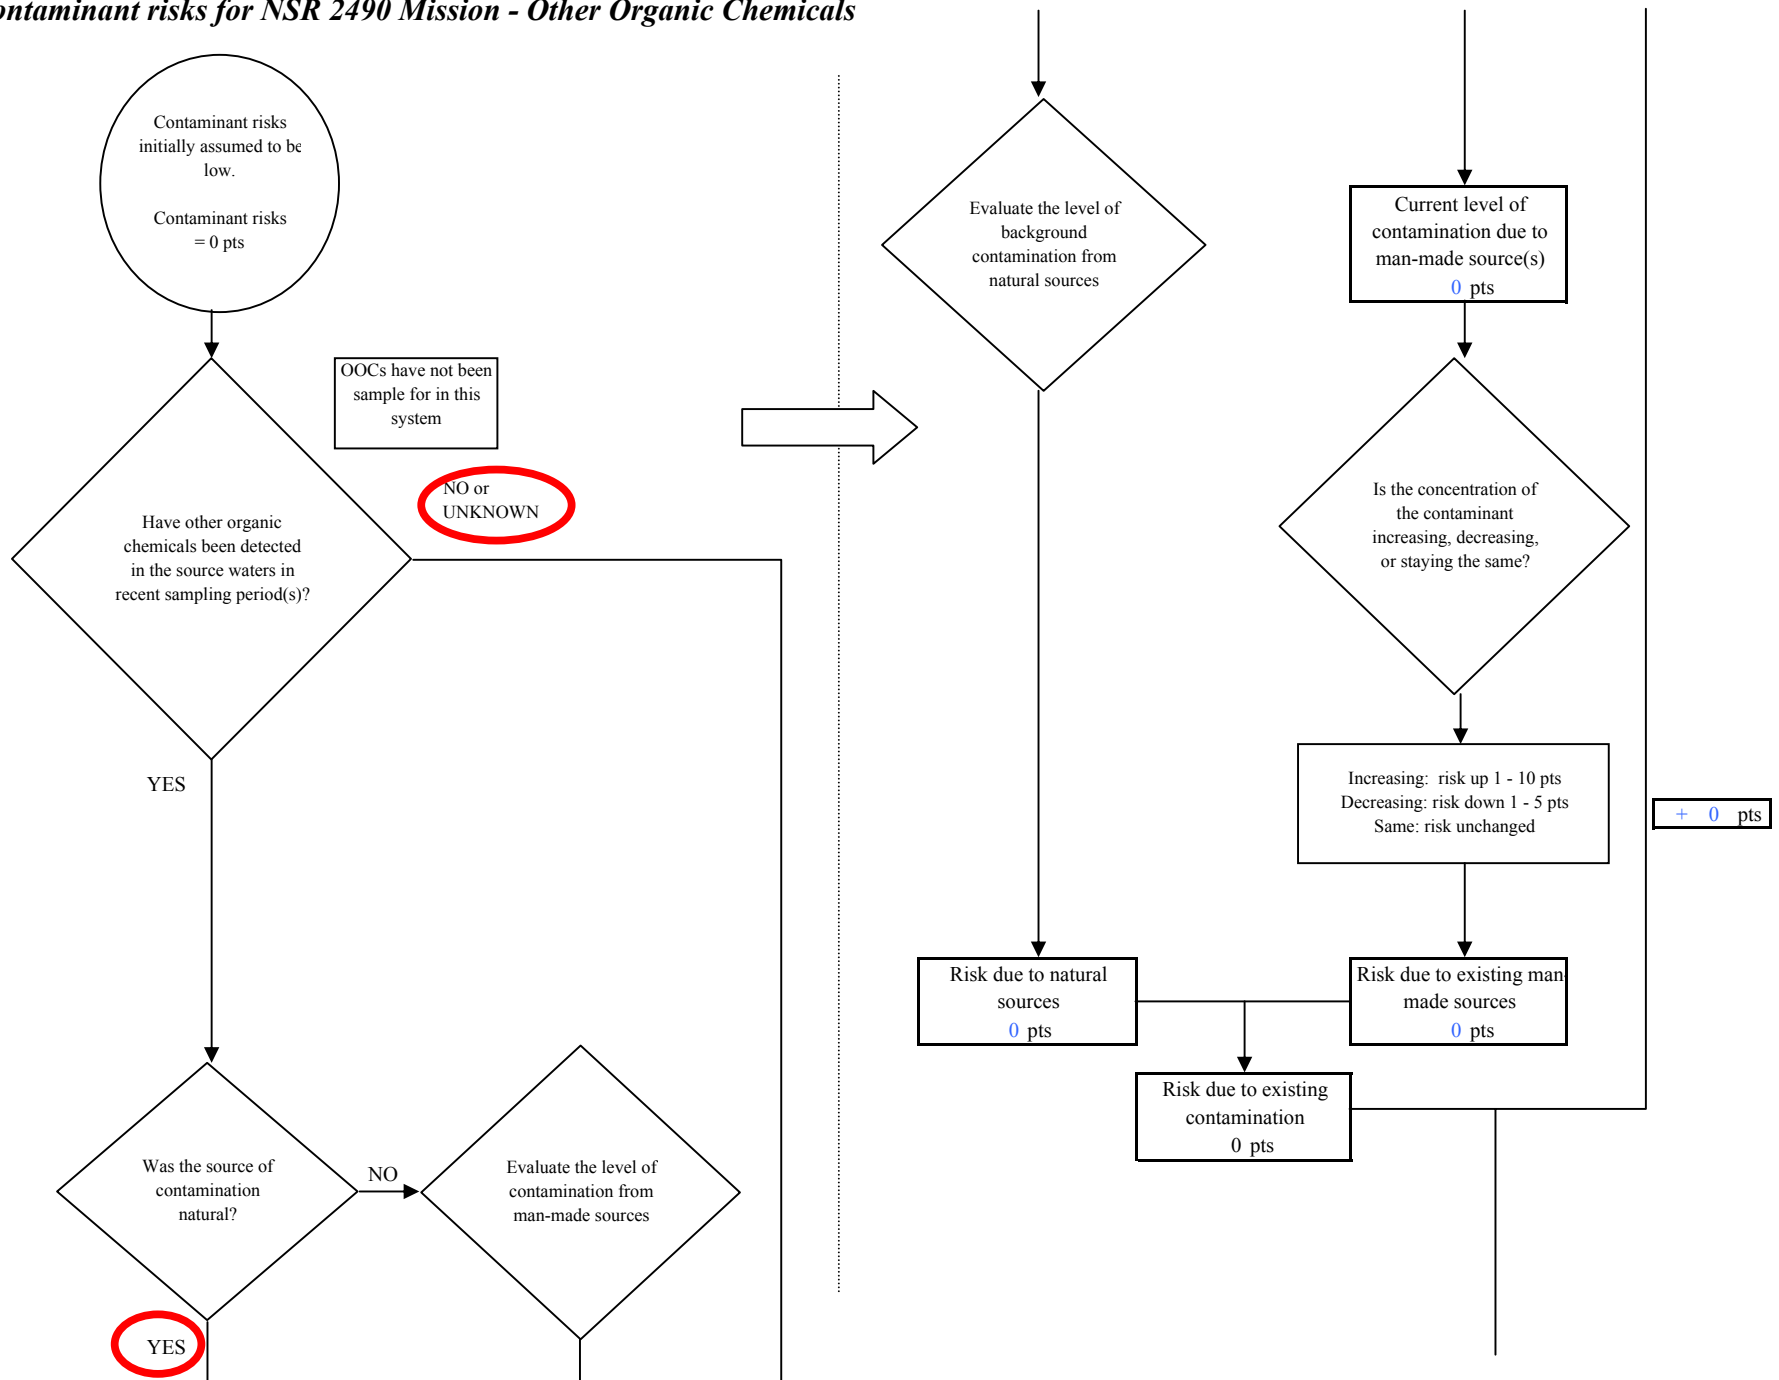 ontaminant risks for NSR 2490 Mission - Other Organic Chemicals
Contaminant risks
initially assumed to be
low.
Contaminant risks
= 0 pts
OOCs have not been
sample for in this
system
NO or
UNKNOWN
Have other organic
chemicals been detected
in the source waters in
recent sampling period(s)?
YES
Was the source of
contamination
natural?
NO
Evaluate the level of
contamination from
man-made sources
YES
Evaluate the level of
background
contamination from
natural sources
Current level of
contamination due to
man-made source(s)
0 pts
Is the concentration of
the contaminant
increasing, decreasing,
or staying the same?
Increasing: risk up 1 - 10 pts
Decreasing: risk down 1 - 5 pts
Same: risk unchanged
+ 0 pts
Risk due to natural
sources
0 pts
Risk due to existing man-
made sources
0 pts
Risk due to existing
contamination
0 pts